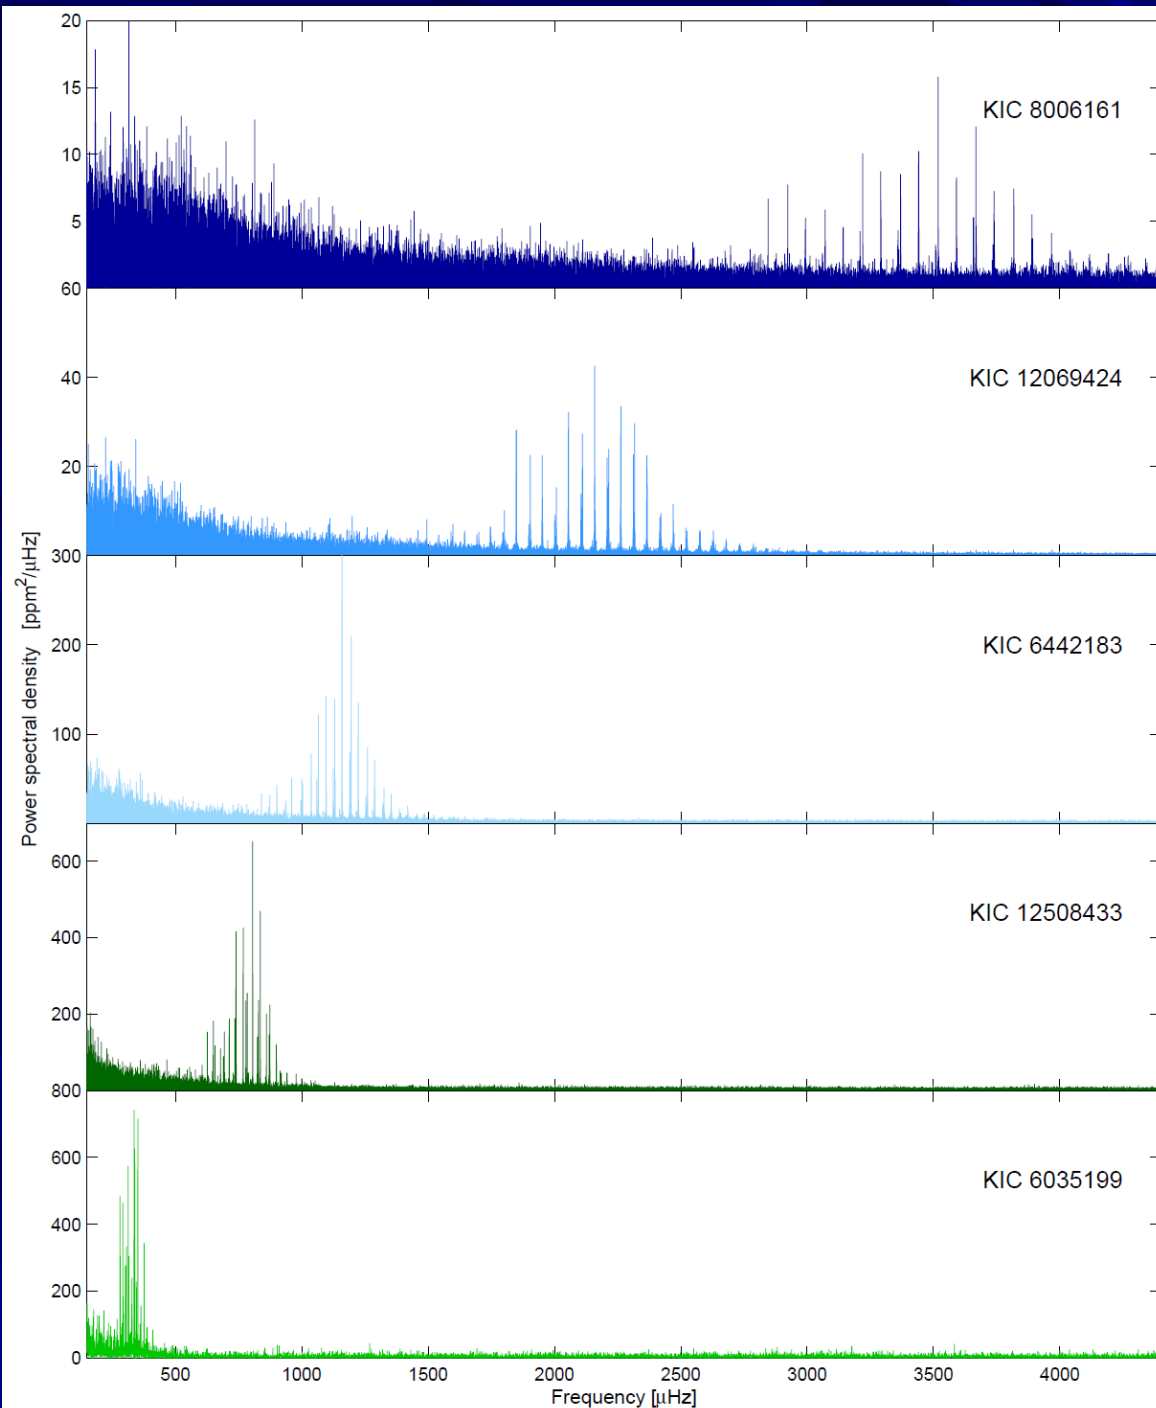 20
15
10
5
KIC 8006161
60
40
20
KIC 12069424
300
200
100
KIC 6442183
Power spectral density [ppm²/μHz]
600
400
200
KIC 12508433
800
600
400
200
0
KIC 6035199
500 1000 1500 2000 2500 3000 3500 4000
Frequency [μHz]